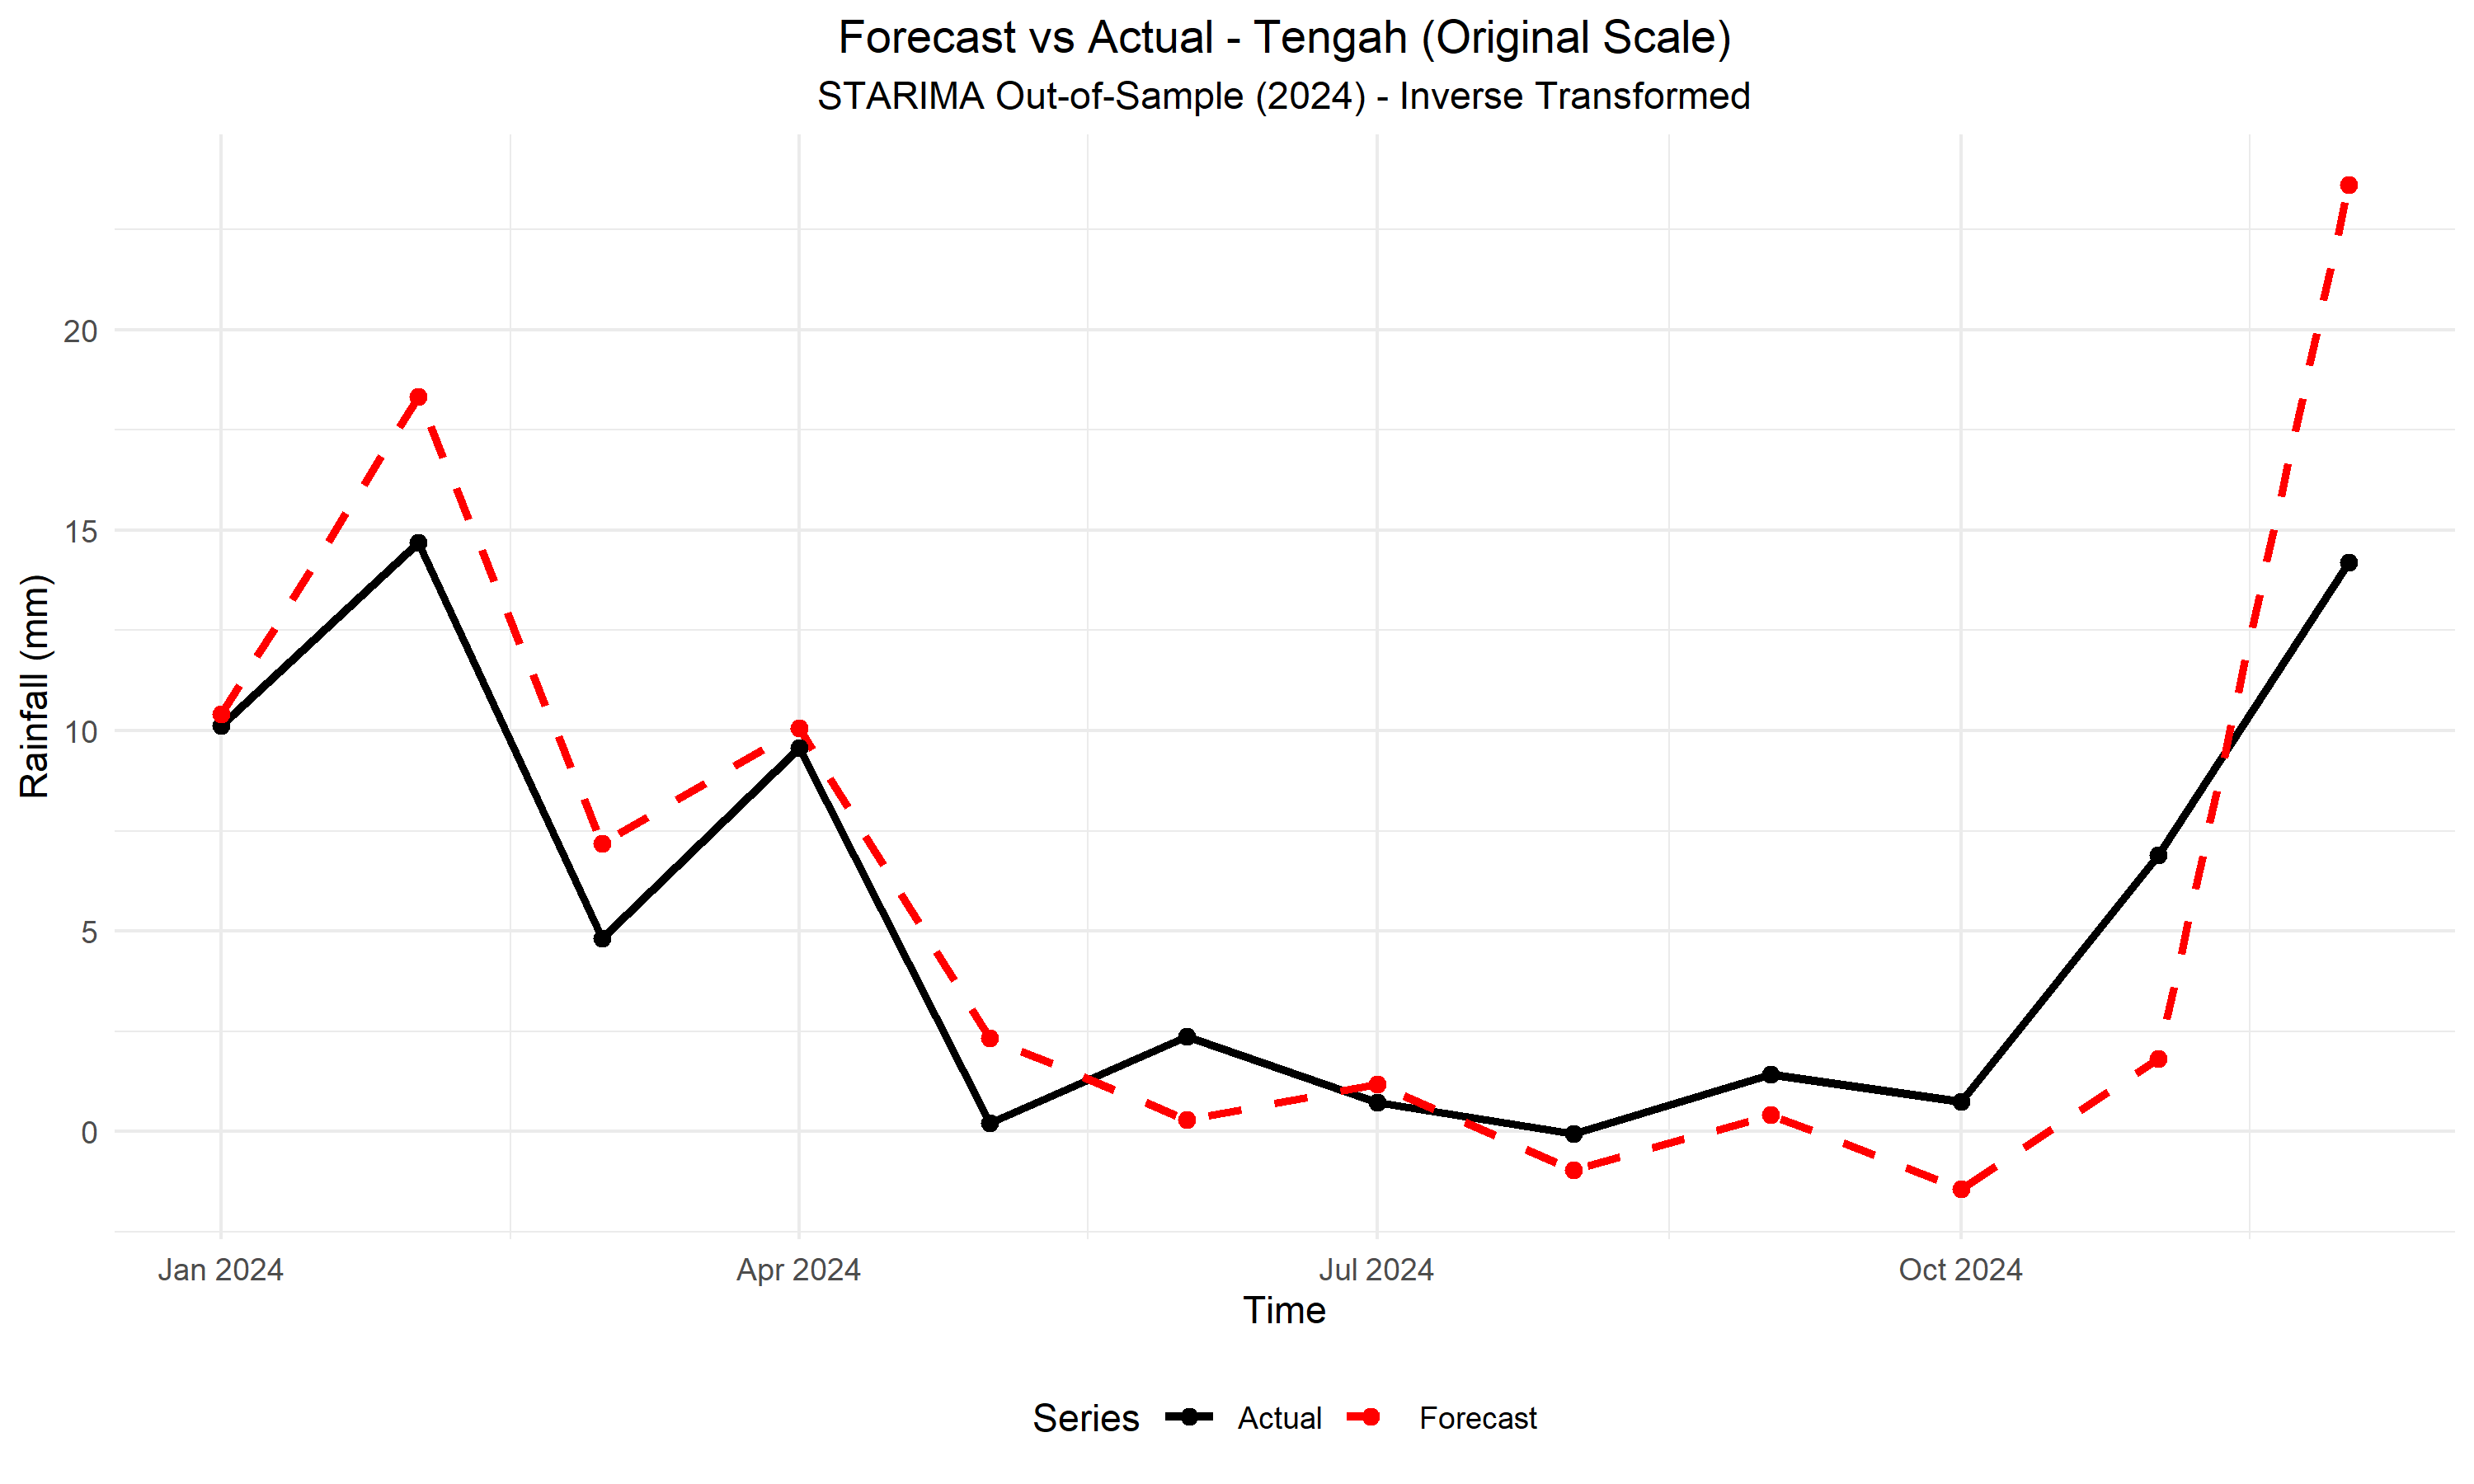 Forecast vs Actual - Tengah (Original Scale)
STARIMA Out-of-Sample (2024) - Inverse Transformed
Rainfall (mm)
20
15
10
5
0
Jan 2024 Apr 2024 Jul 2024 Oct 2024
Time
Series Actual Forecast